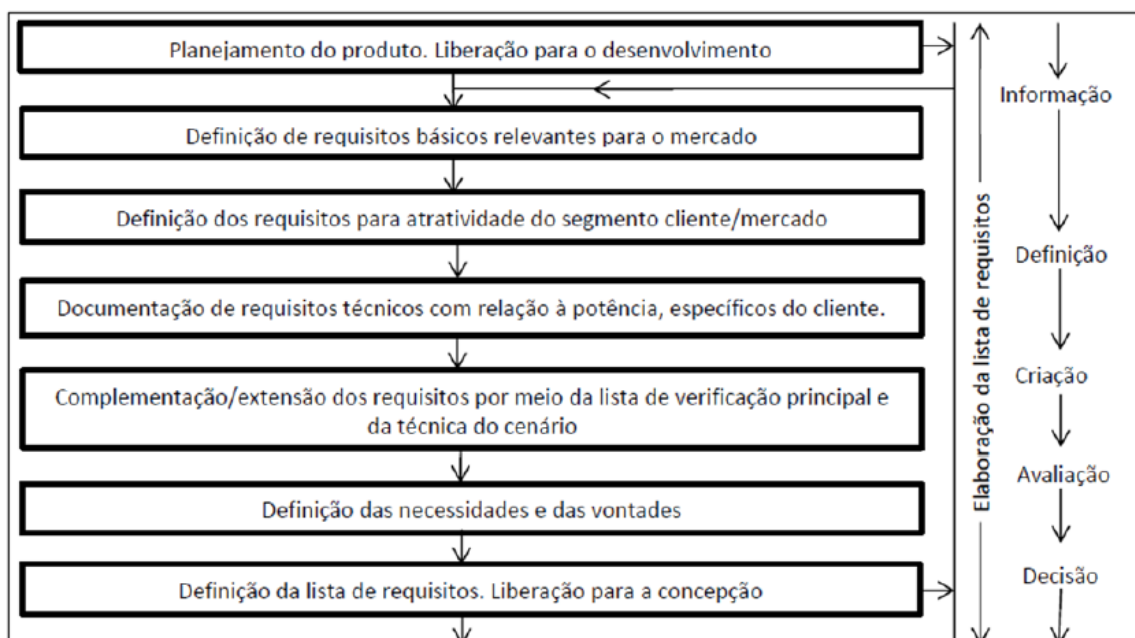 Planejamento do produto. Liberação para o desenvolvimento
Definição de requisitos básicos relevantes para o mercado
Definição dos requisitos para atratividade do segmento cliente/mercado
Documentação de requisitos técnicos com relação à potência, específicos do cliente.
Complementação/extensão dos requisitos por meio da lista de verificação principal e
da técnica do cenário
Definição das necessidades e das vontades
Definição da lista de requisitos. Liberação para a concepção
Elaboração da lista de requisitos
Informação
Definição
Criação
Avaliação
Decisão